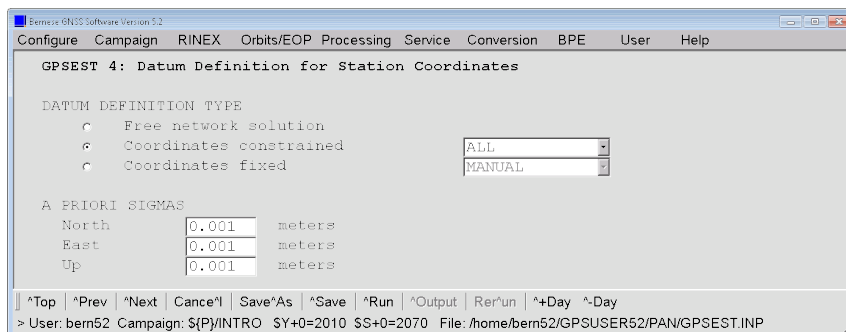 Bernese GNSS Software Version 5.2
Configure Campaign RINEX Orbits/EOP Processing Service Conversion BPE User Help
GPSEST 4: Datum Definition for Station Coordinates
DATUM DEFINITION TYPE
Free network solution
Coordinates constrained ALL
Coordinates fixed MANUAL
A PRIORI SIGMAS
North 0.001 meters
East 0.001 meters
Up 0.001 meters
^Top ^Prev ^Next Cance^l Save^As ^Save ^Run ^Output Rer^un ^+Day ^-Day
> User: bern52 Campaign: ${P}/INTRO $Y+0=2010 $S+0=2070 File: /home/bern52/GPSUSER52/PAN/GPSEST.INP